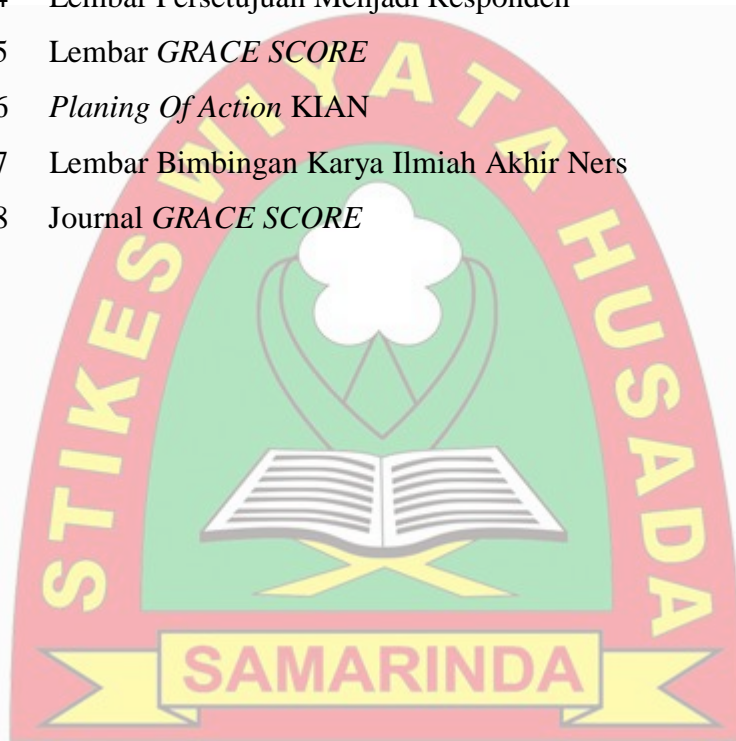 4 Lembar Persetujuan Menjadi Responden
5 Lembar GRACE SCORE
6 Planing Of Action KIAN
7 Lembar Bimbingan Karya Ilmiah Akhir Ners
8 Journal GRACE SCORE
STIKES WIYATA HUSADA
SAMARINDA